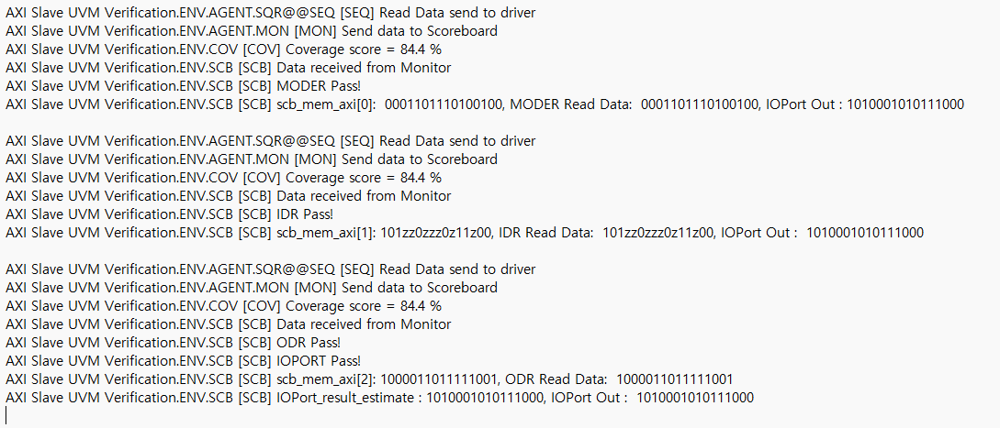 AXI Slave UVM Verification.ENV.AGENT.SQR@@SEQ [SEQ] Read Data send to driver
AXI Slave UVM Verification.ENV.AGENT.MON [MON] Send data to Scoreboard
AXI Slave UVM Verification.ENV.COV [COV] Coverage score = 84.4 %
AXI Slave UVM Verification.ENV.SCB [SCB] Data received from Monitor
AXI Slave UVM Verification.ENV.SCB [SCB] MODER Pass!
AXI Slave UVM Verification.ENV.SCB [SCB] scb_mem_axi[0]:  0001101110100100, MODER Read Data:  0001101110100100, IOPort Out : 1010001010111000

AXI Slave UVM Verification.ENV.AGENT.SQR@@SEQ [SEQ] Read Data send to driver
AXI Slave UVM Verification.ENV.AGENT.MON [MON] Send data to Scoreboard
AXI Slave UVM Verification.ENV.COV [COV] Coverage score = 84.4 %
AXI Slave UVM Verification.ENV.SCB [SCB] Data received from Monitor
AXI Slave UVM Verification.ENV.SCB [SCB] IDR Pass!
AXI Slave UVM Verification.ENV.SCB [SCB] scb_mem_axi[1]: 101zz0zzz0z11z00, IDR Read Data:  101zz0zzz0z11z00, IOPort Out :  1010001010111000

AXI Slave UVM Verification.ENV.AGENT.SQR@@SEQ [SEQ] Read Data send to driver
AXI Slave UVM Verification.ENV.AGENT.MON [MON] Send data to Scoreboard
AXI Slave UVM Verification.ENV.COV [COV] Coverage score = 84.4 %
AXI Slave UVM Verification.ENV.SCB [SCB] Data received from Monitor
AXI Slave UVM Verification.ENV.SCB [SCB] ODR Pass!
AXI Slave UVM Verification.ENV.SCB [SCB] IOPORT Pass!
AXI Slave UVM Verification.ENV.SCB [SCB] scb_mem_axi[2]: 1000011011111001, ODR Read Data:  1000011011111001
AXI Slave UVM Verification.ENV.SCB [SCB] IOPort_result_estimate : 1010001010111000, IOPort Out :  1010001010111000